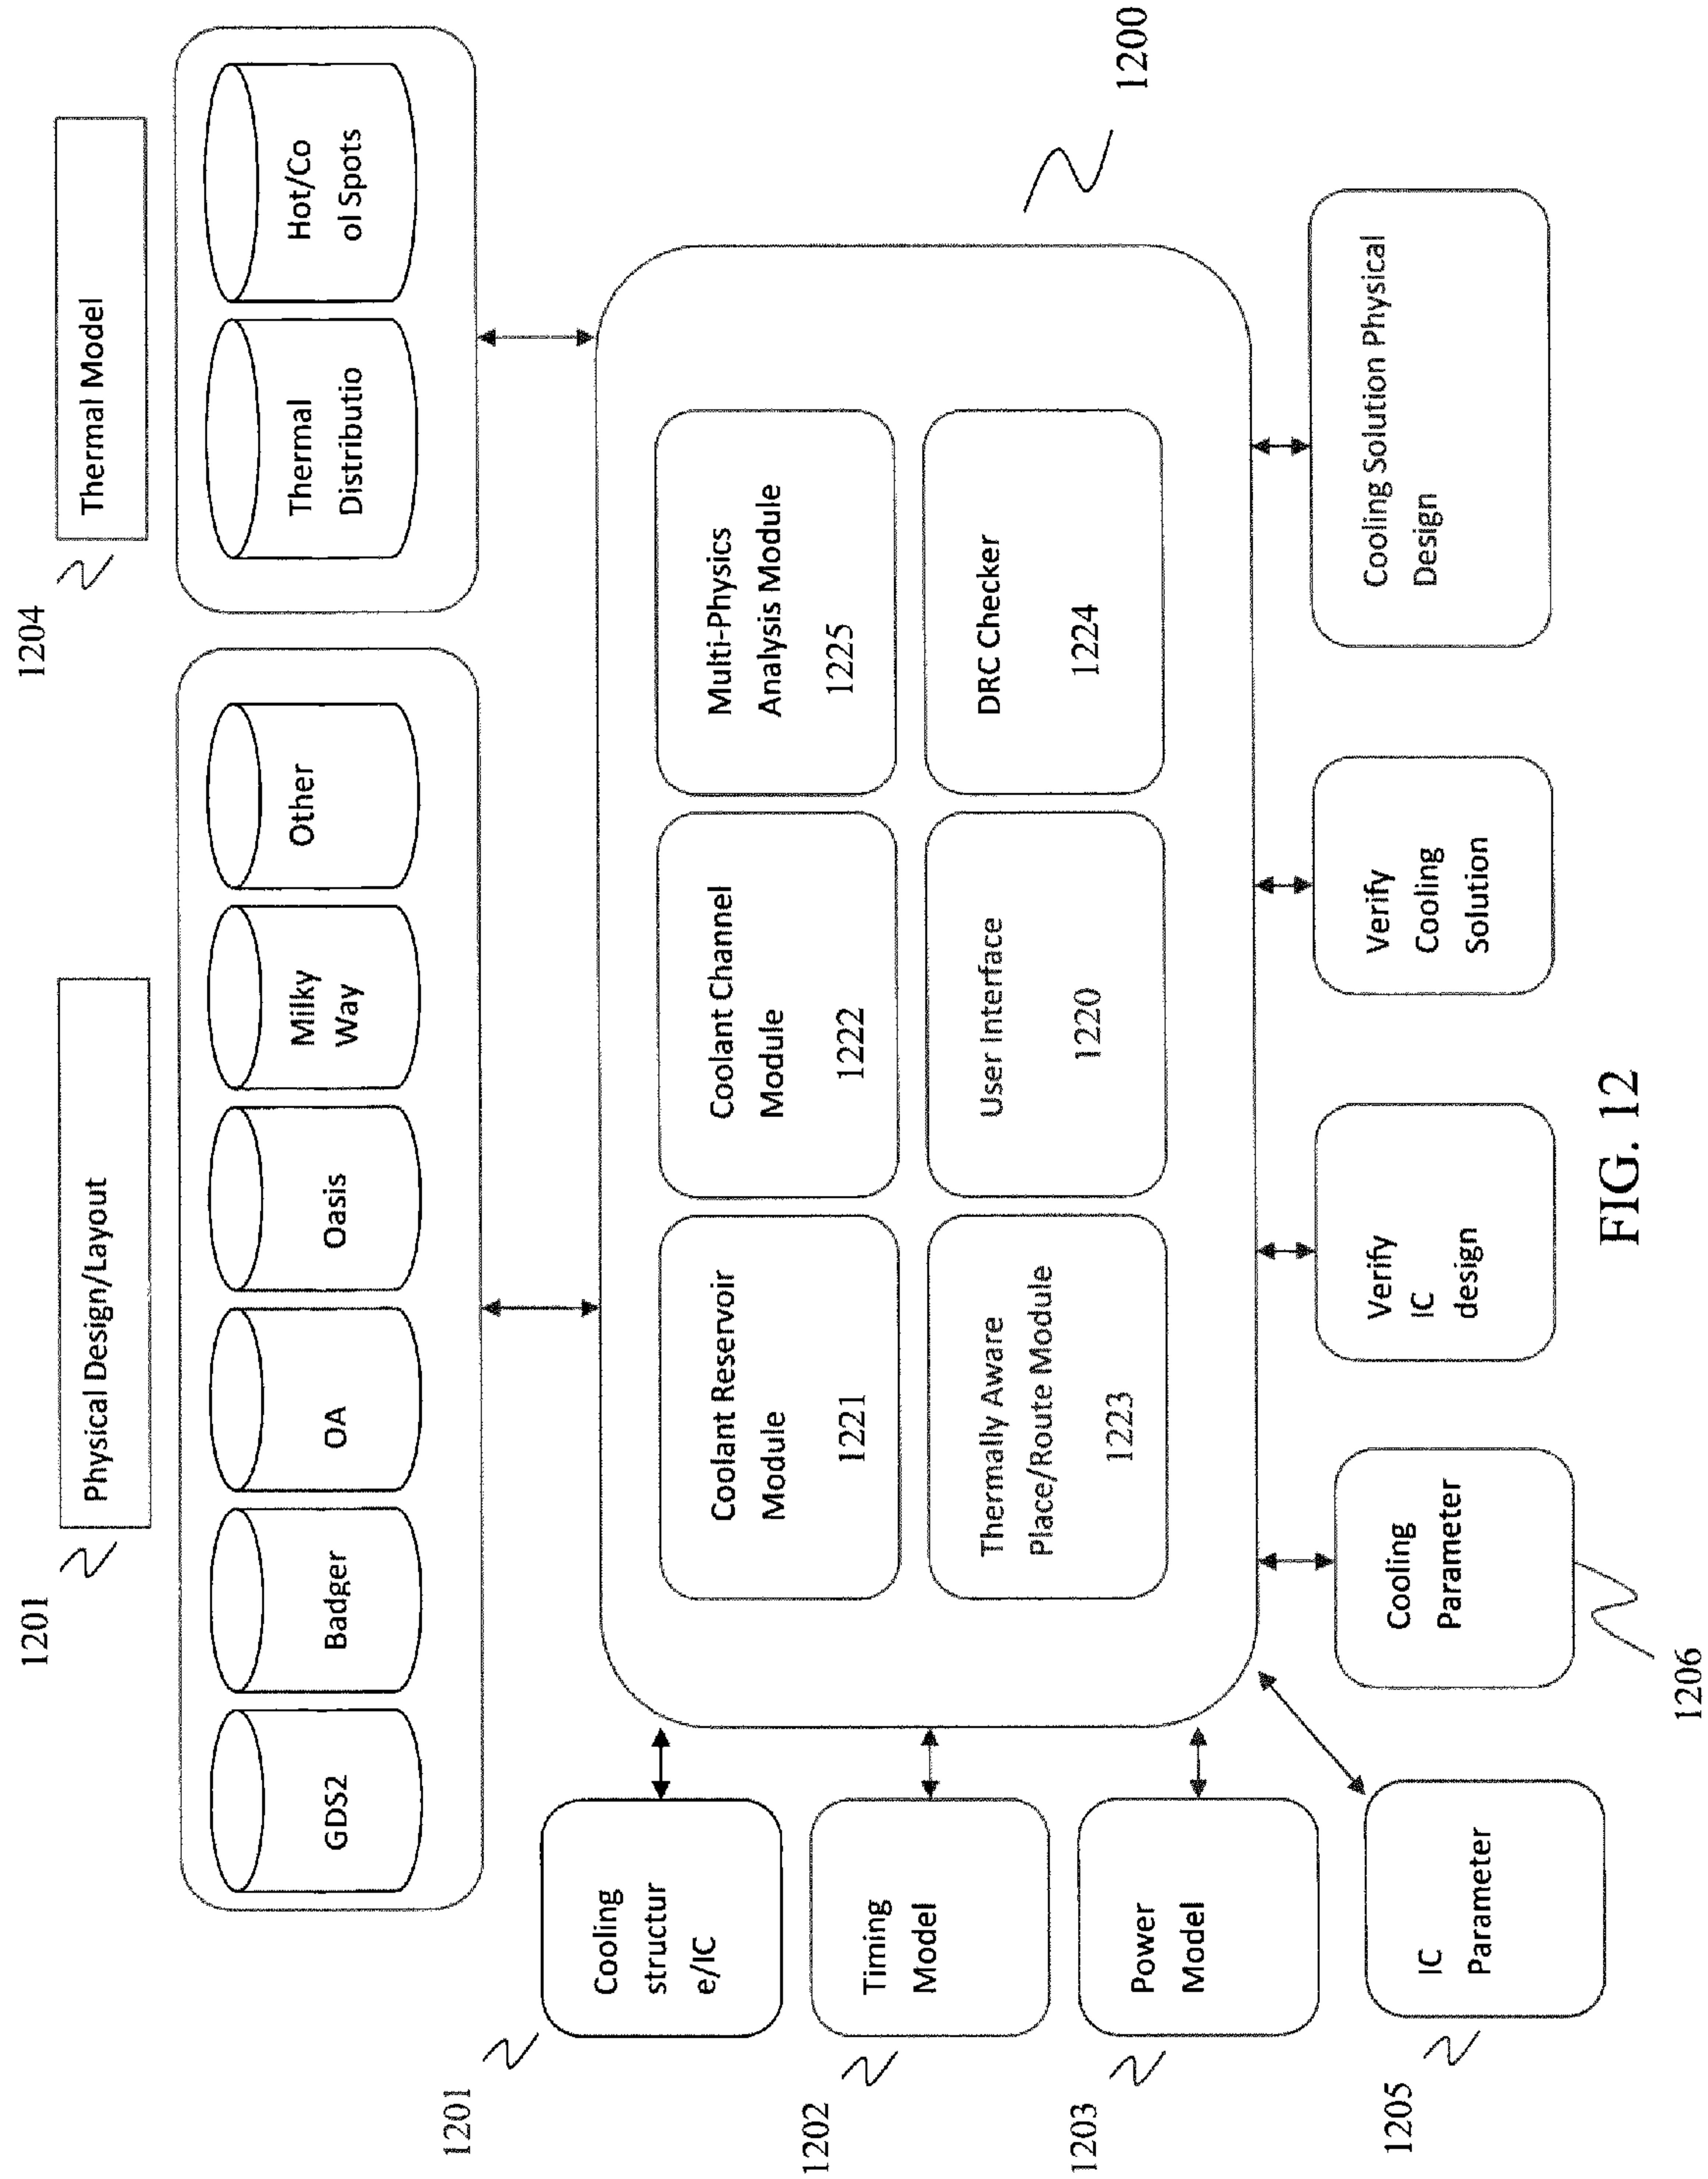 1201
Physical Design/Layout
1204
Thermal Model
GDS2
Badger
OA
Oasis
Milky
Way
Other
Thermal
Distributio
Hot/Co
ol Spots
1201
Cooling
structur
e/IC
1202
Timing
Model
1203
Power
Model
1205
IC
Parameter
Coolant Reservoir
Module
1221
Coolant Channel
Module
1222
Multi-Physics
Analysis Module
1225
Thermally Aware
Place/Route Module
1223
User Interface
1220
DRC Checker
1224
1200
1206
Cooling
Parameter
Verify
IC
design
Verify
Cooling
Solution
Cooling Solution Physical
Design
FIG. 12